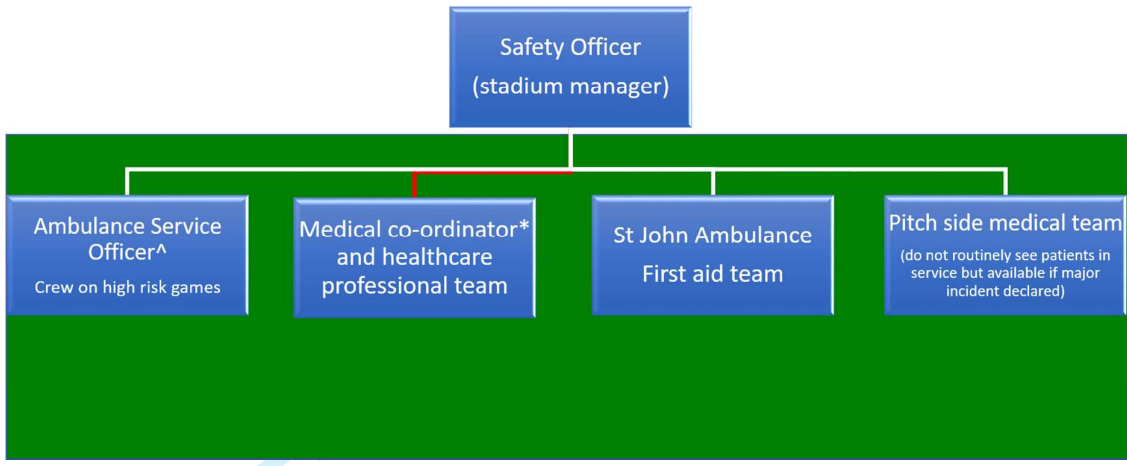 Safety Officer
(stadium manager)
Ambulance Service
Officer^
Crew on high risk games
Medical co-ordinator*
and healthcare
professional team
St John Ambulance
First aid team
Pitch side medical team
(do not routinely see patients in
service but available if major
incident declared)